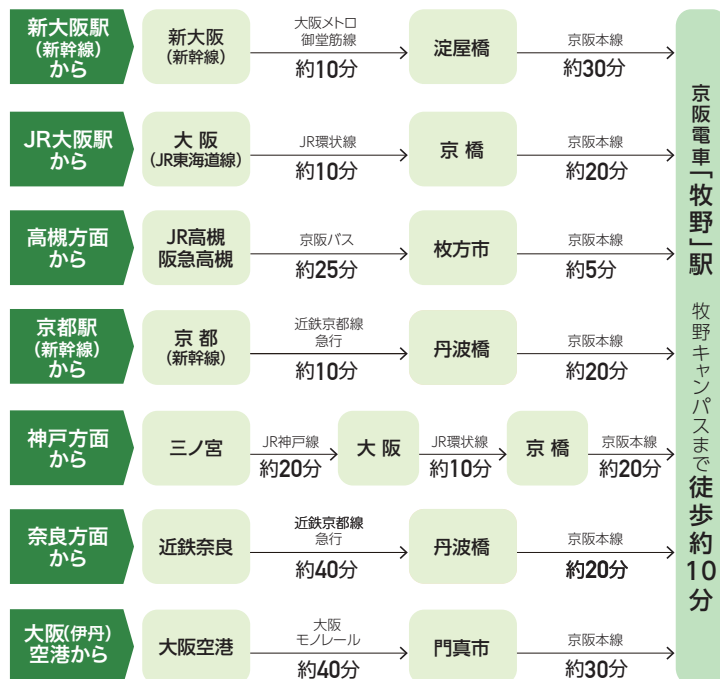 新大阪駅
(新幹線)
から
新大阪
(新幹線)
大阪メトロ
御堂筋線
約10分
淀屋橋
京阪本線
約30分
JR大阪駅
から
大 阪
(JR東海道線)
JR環状線
約10分
京 橋
京阪本線
約20分
高槻方面
から
JR高槻
阪急高槻
京阪バス
約25分
枚方市
京阪本線
約5分
京都駅
(新幹線)
から
京 都
(新幹線)
近鉄京都線
急行
約10分
丹波橋
京阪本線
約20分
神戸方面
から
三ノ宮
JR神戸線
約20分
大 阪
JR環状線
約10分
京 橋
京阪本線
約20分
奈良方面
から
近鉄奈良
近鉄京都線
急行
約40分
丹波橋
京阪本線
約20分
大阪(伊丹)
空港から
大阪空港
大阪
モノレール
約40分
門真市
京阪本線
約30分
京阪電車「牧野」駅 牧野キャンパスまで徒歩約10分